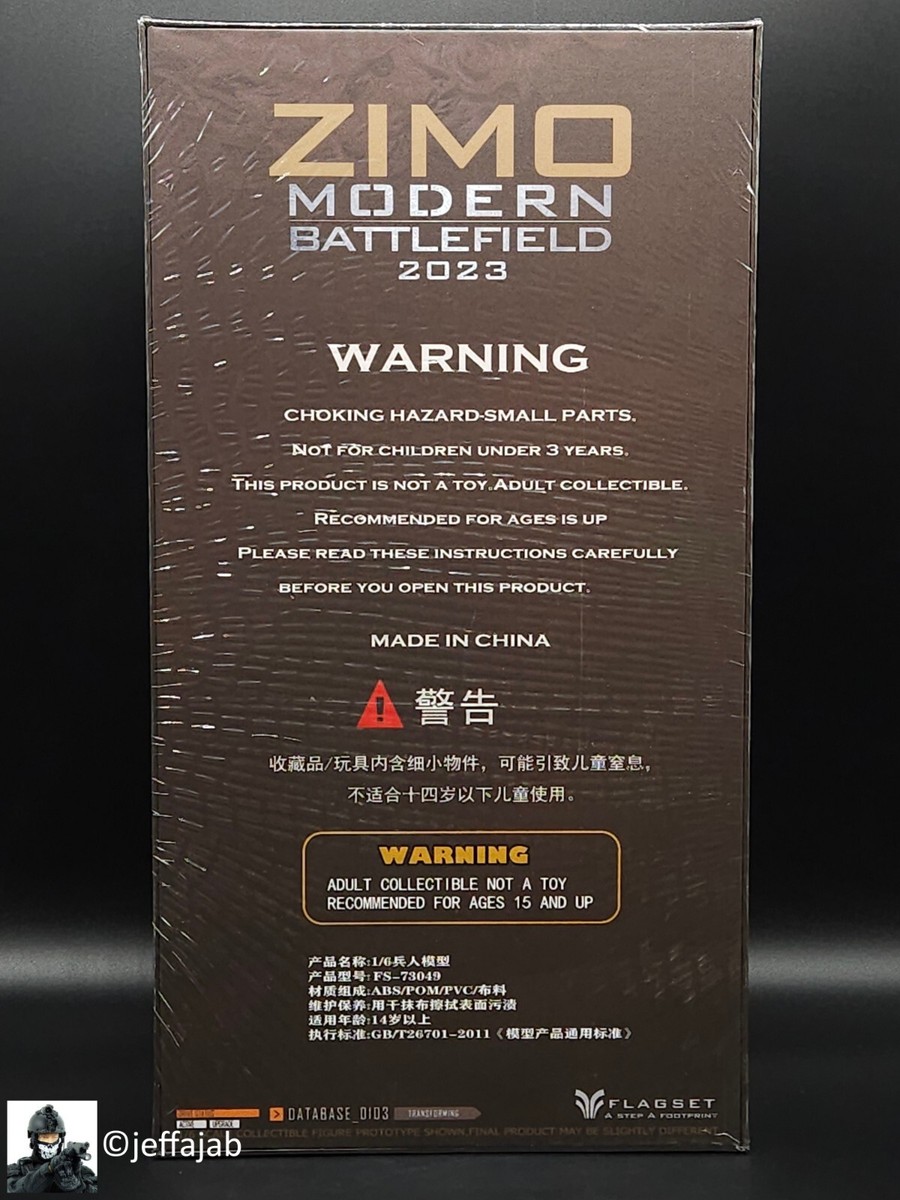 ZIMO
MODERN
BATTLEFIELD
2023
WARNING
CHOKING HAZARD-SMALL PARTS.
NOT FOR CHILDREN UNDER 3 YEARS.
THIS PRODUCT IS NOT A TOY.ADULT COLLECTIBLE.
RECOMMENDED FOR AGES IS UP
PLEASE READ THESE INSTRUCTIONS CAREFULLY
BEFORE YOU OPEN THIS PRODUCT.
MADE IN CHINA
警告
收藏品/玩具内含细小物件，可能引致儿童窒息，
不适合十四岁以下儿童使用。
WARNING
ADULT COLLECTIBLE NOT A TOY
RECOMMENDED FOR AGES 15 AND UP
产品名称:1/6兵人模型
产品型号:FS-73049
材质组成:ABS/POM/PVC/布料
维护保养:用干抹布擦拭表面污渍
适用年龄:14岁以上
执行标准:GB/T26701-2011《模型产品通用标准》
DATABASE_0103 TRANSFORMING
FLAGSET
A STEP A FOOTPRINT
COLLECTIBLE FIGURE PROTOTYPE SHOWN,FINAL PRODUCT MAY BE SLIGHTLY DIFFERENT
©jeffajab